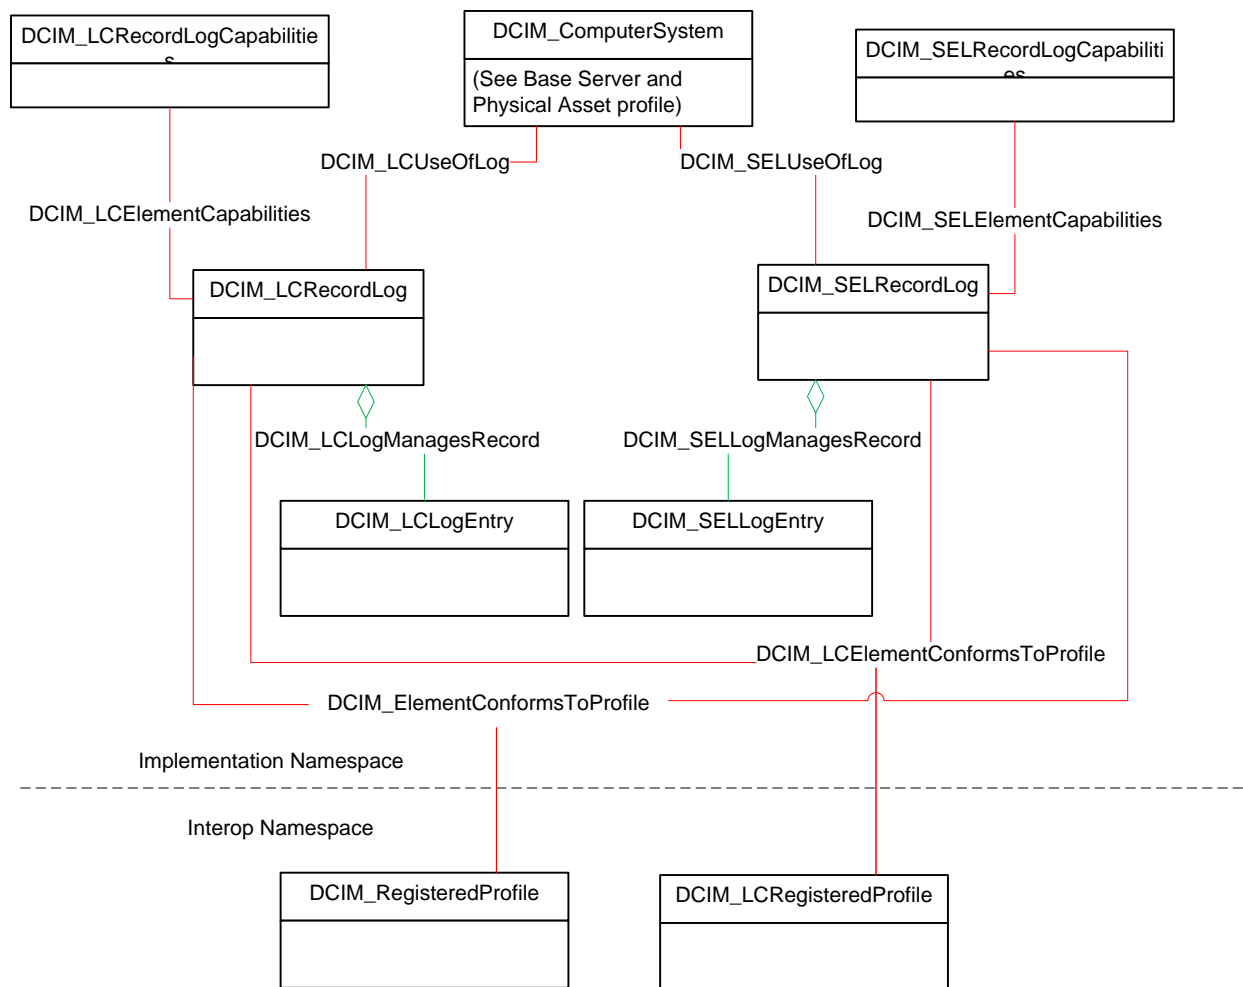 DCIM_LCRecordLogCapabilitie
s
DCIM_ComputerSystem
(See Base Server and
Physical Asset profile)
DCIM_SELRecordLogCapabiliti
es
DCIM_LCUseOfLog
DCIM_SELUseOfLog
DCIM_LCElementCapabilities
DCIM_SELElementCapabilities
DCIM_LCRecordLog
DCIM_SELRecordLog
DCIM_LCLogManagesRecord
DCIM_SELLogManagesRecord
DCIM_LCLogEntry
DCIM_SELLogEntry
DCIM_LCElementConformsToProfile
DCIM_ElementConformsToProfile
Implementation Namespace
Interop Namespace
DCIM_RegisteredProfile
DCIM_LCRegisteredProfile